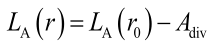 L_A(r) = L_A(r_0) − A_div